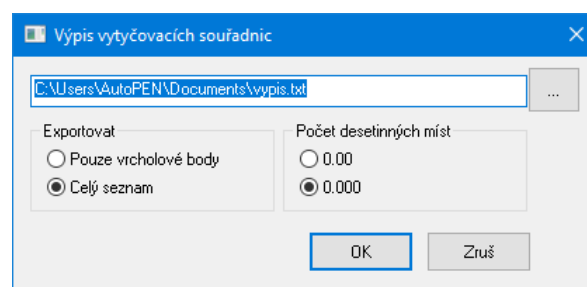 Výpis vytyčovacích souřadnic
C:\Users\AutoPEN\Documents\vypis.txt
...
Exportovat
Pouze vrcholové body
Celý seznam
Počet desetinných míst
0.00
0.000
OK
Zruš